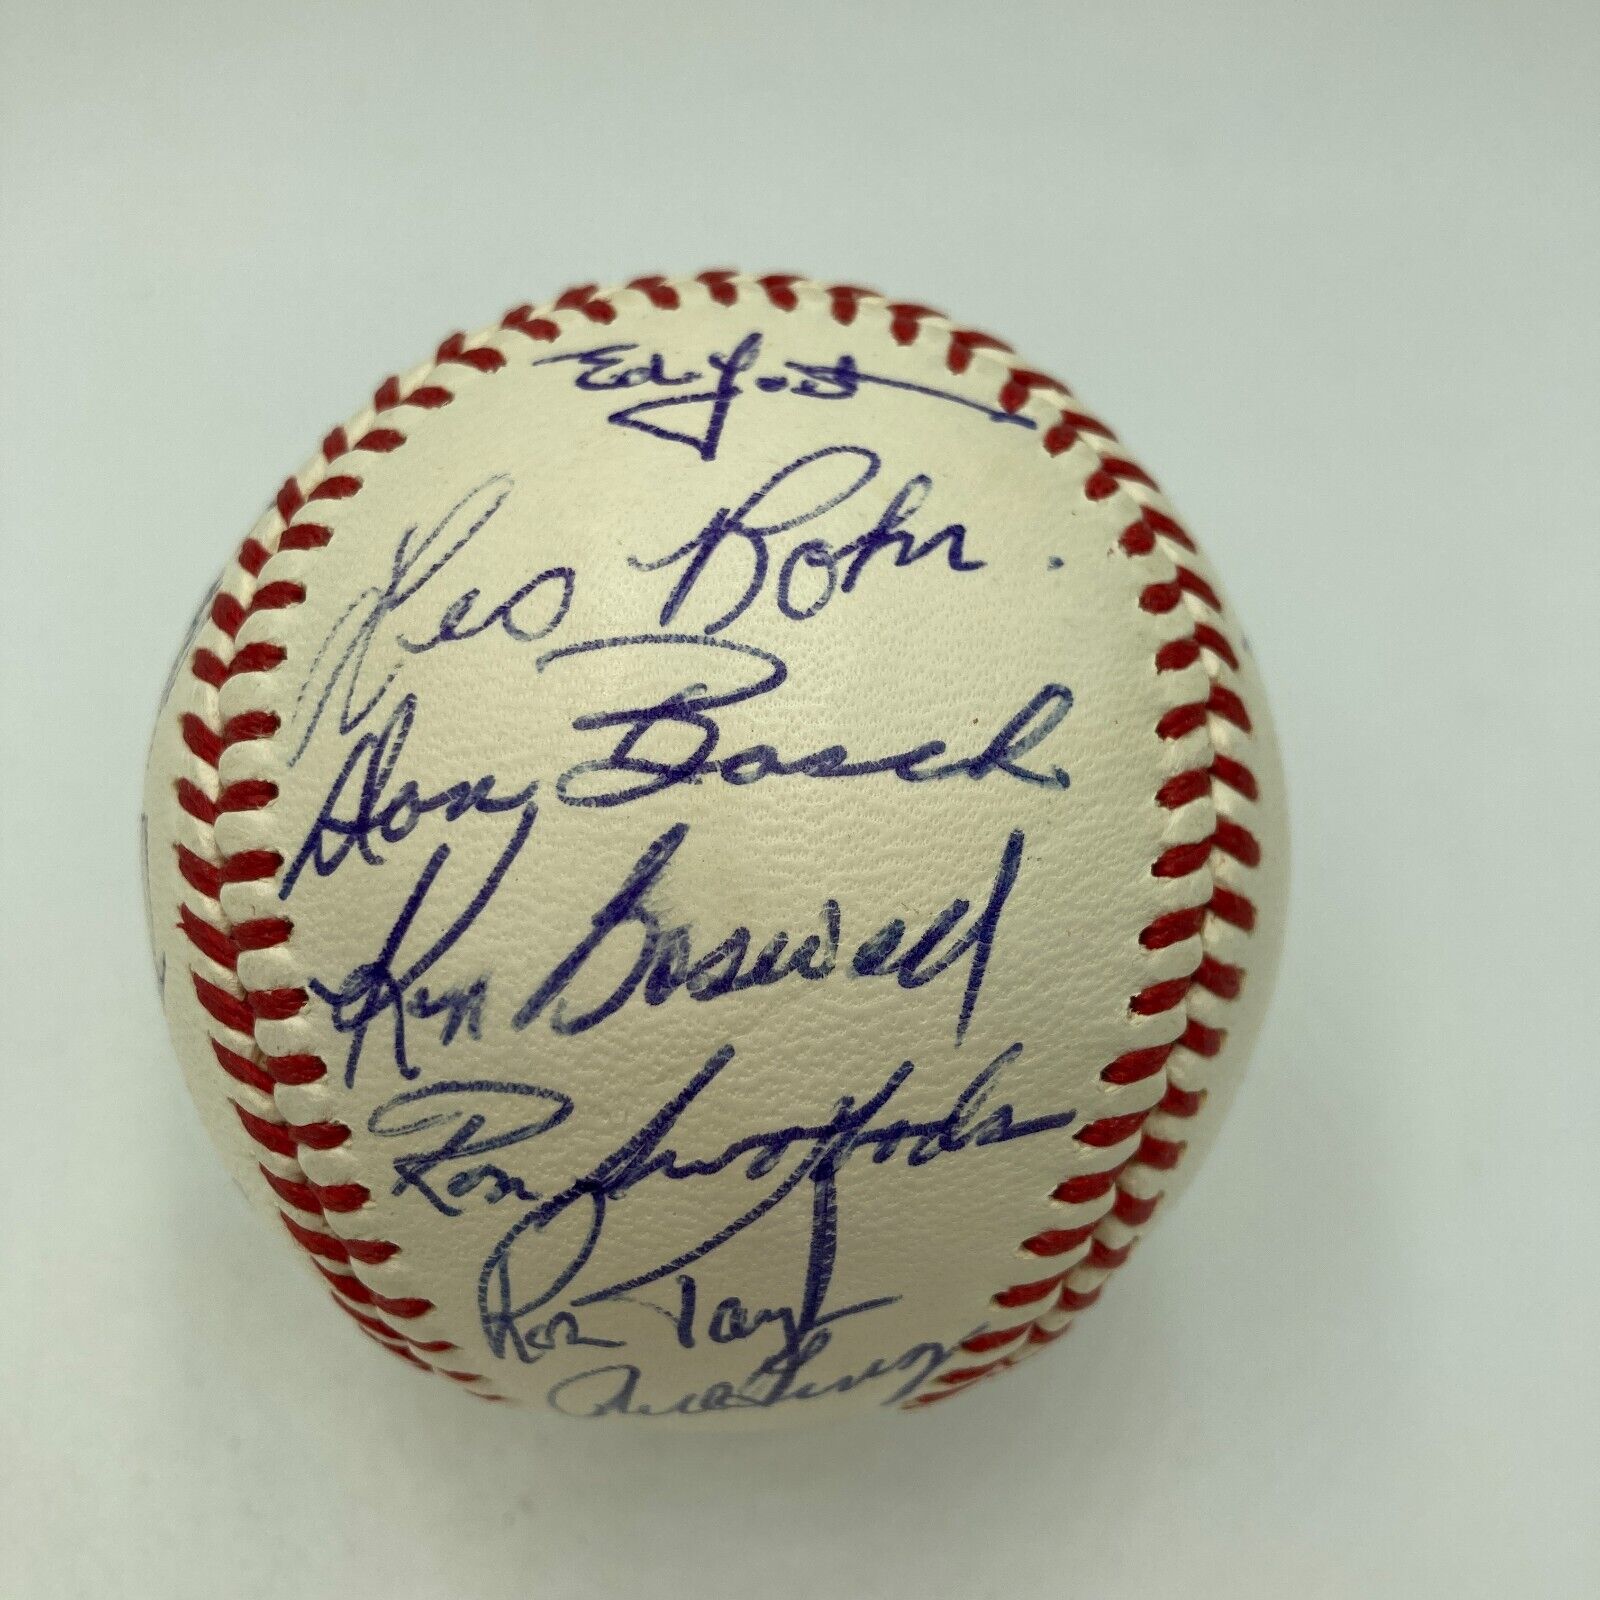 Ed Yost
Les Rohr.
Don Bosch
Ken Boswell
Ron Swoboda
Ron Taylor